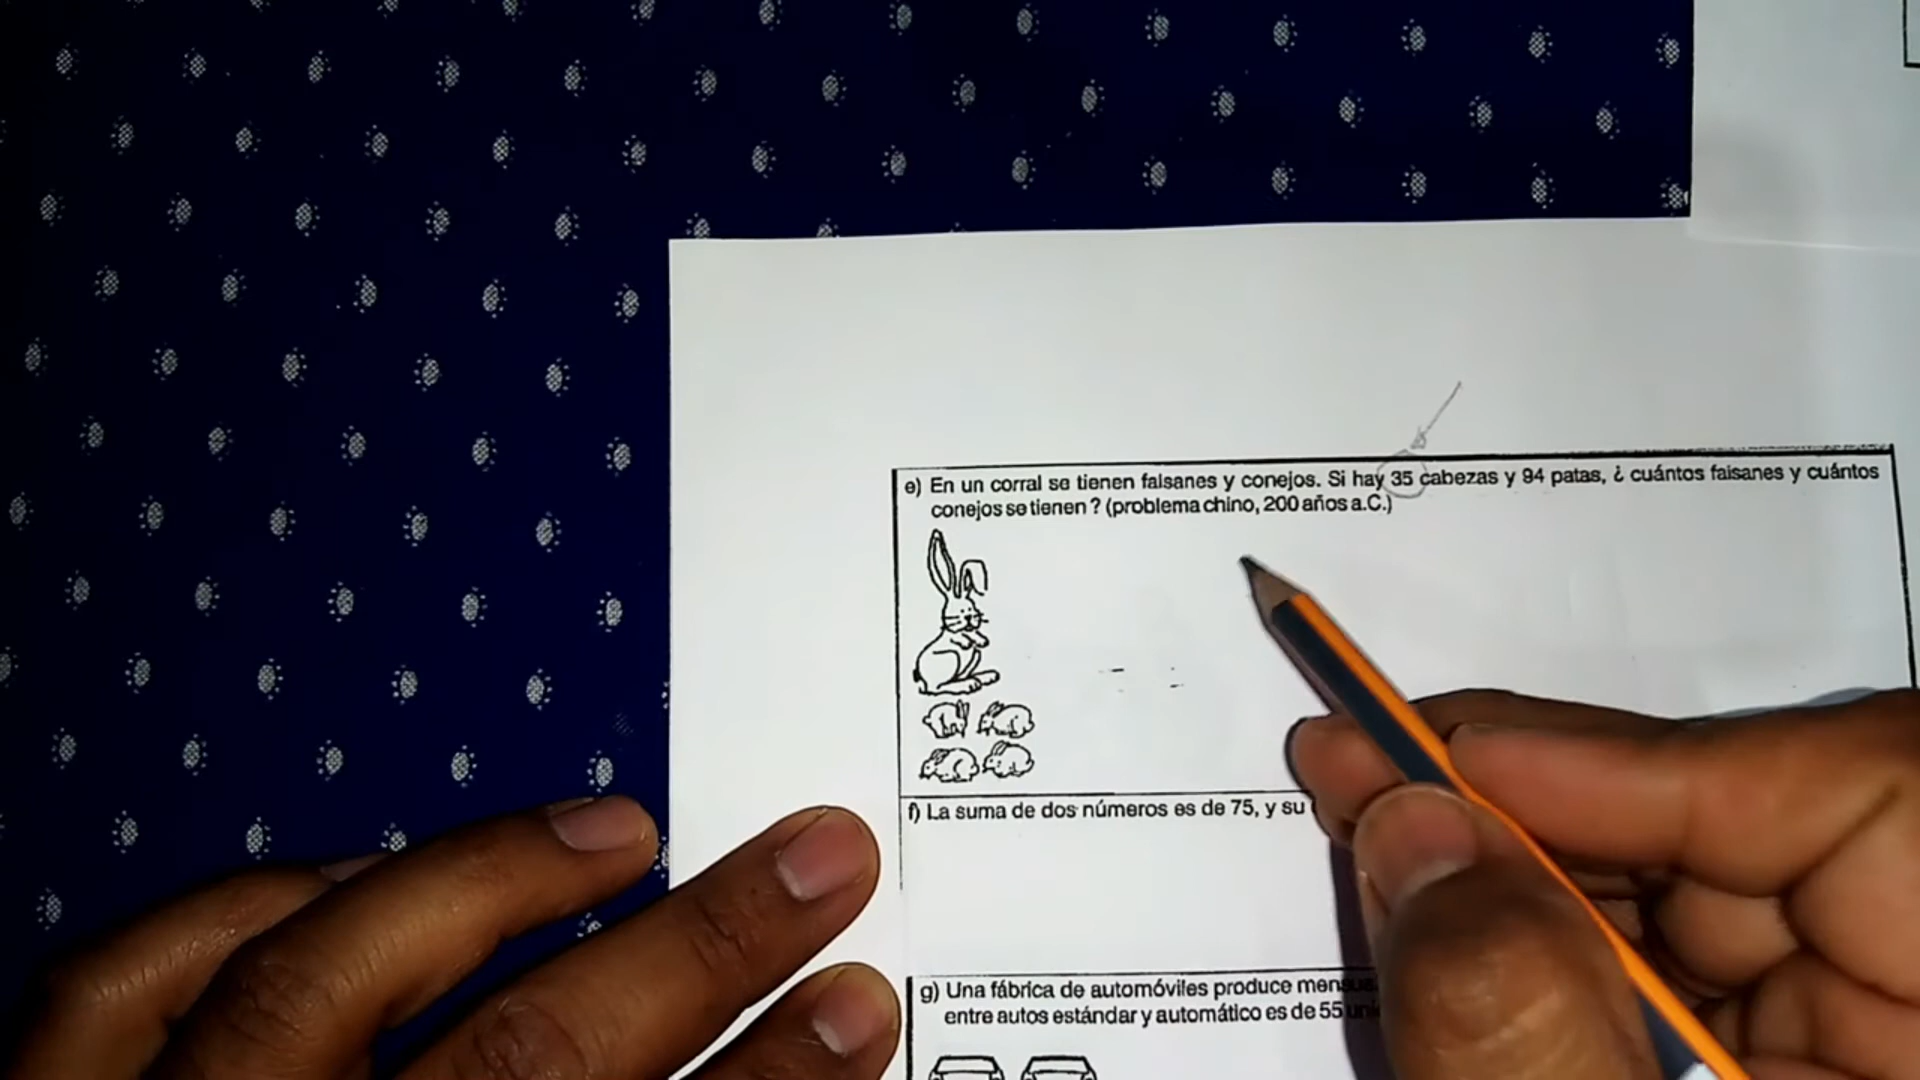 e) En un corral se tienen faisanes y conejos. Si hay 35 cabezas y 94 patas, ¿ cuántos faisanes y cuántos
conejos se tienen ? (problema chino, 200 años a.C.)
f) La suma de dos números es de 75, y su
g) Una fábrica de automóviles produce mensua
entre autos estándar y automático es de 55 uni